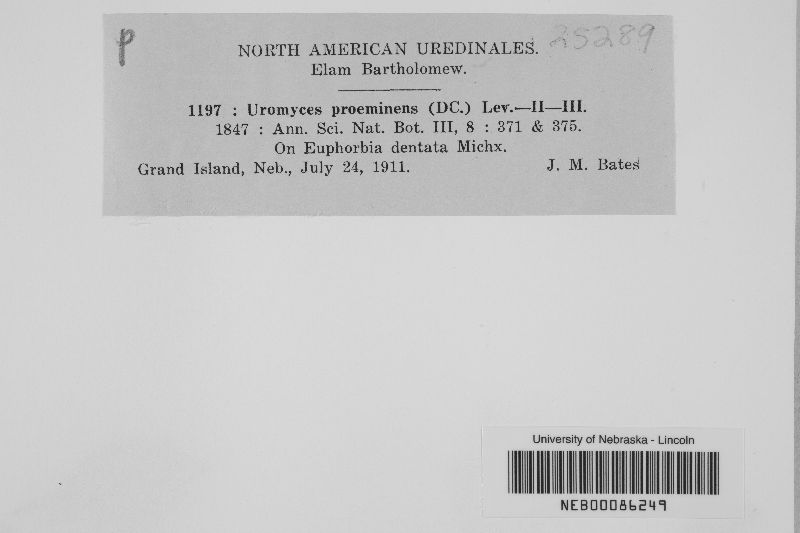 P
25289
NORTH AMERICAN UREDINALES.
Elam Bartholomew.
1197 : Uromyces proeminens (DC.) Lev.—II—III.
1847 : Ann. Sci. Nat. Bot. III, 8 : 371 & 375.
On Euphorbia dentata Michx.
Grand Island, Neb., July 24, 1911. J. M. Bates
University of Nebraska - Lincoln
NEB00086249